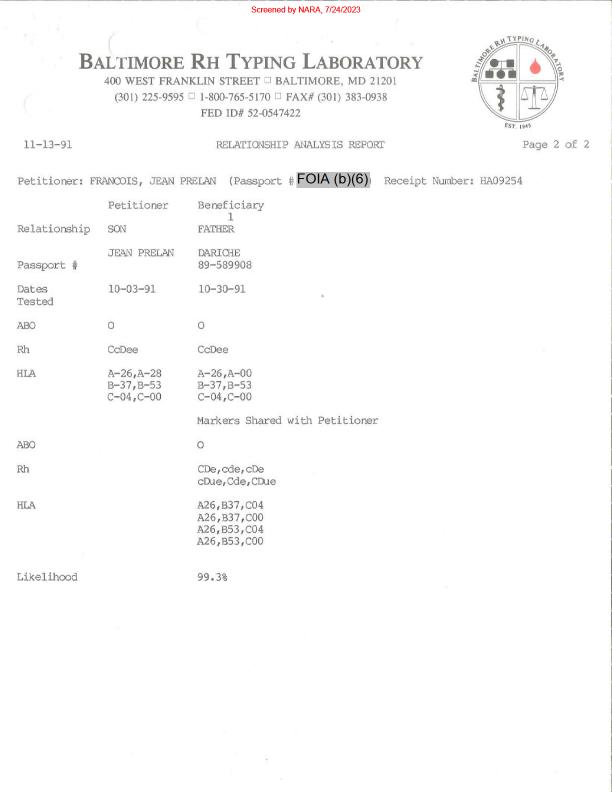 Screened by NARA, 7/24/2023
BALTIMORE RH TYPING LABORATORY
400 WEST FRANKLIN STREET □ BALTIMORE, MD 21201
(301) 225-9595 □ 1-800-765-5170 □ FAX# (301) 383-0938
FED ID# 52-0547422
BALTIMORE RH TYPING LABORATORY
EST. 1945
11-13-91 RELATIONSHIP ANALYSIS REPORT Page 2 of 2
Petitioner: FRANCOIS, JEAN PRELAN (Passport # FOIA (b)(6) Receipt Number: HA09254
Petitioner Beneficiary
1
Relationship SON FATHER
JEAN PRELAN DARICHE
Passport # 89-589908
Dates 10-03-91 10-30-91
Tested
ABO O O
Rh CcDee CcDee
HLA A-26,A-28 A-26,A-00
B-37,B-53 B-37,B-53
C-04,C-00 C-04,C-00
Markers Shared with Petitioner
ABO O
Rh CDe,cde,cDe
cDue,Cde,CDue
HLA A26,B37,C04
A26,B37,C00
A26,B53,C04
A26,B53,C00
Likelihood 99.3%